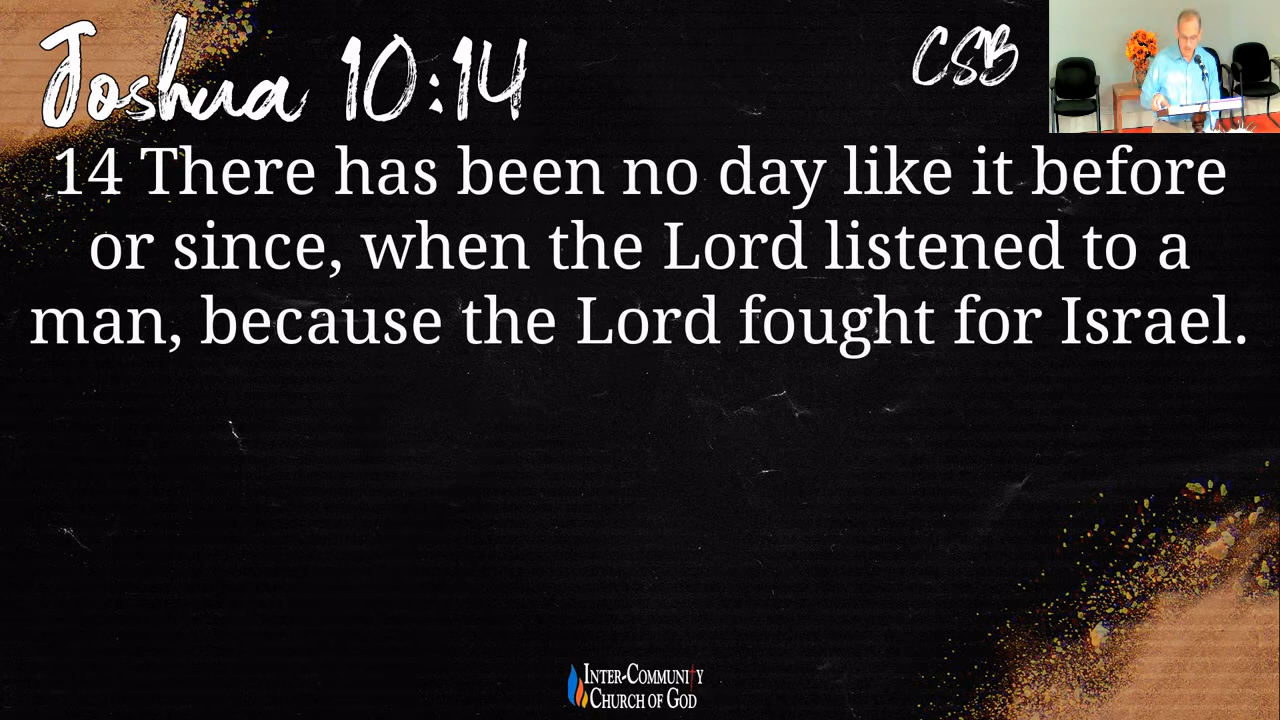 Joshua 10:14
CSB
14 There has been no day like it before
or since, when the Lord listened to a
man, because the Lord fought for Israel.
Inter-Community
Church of God